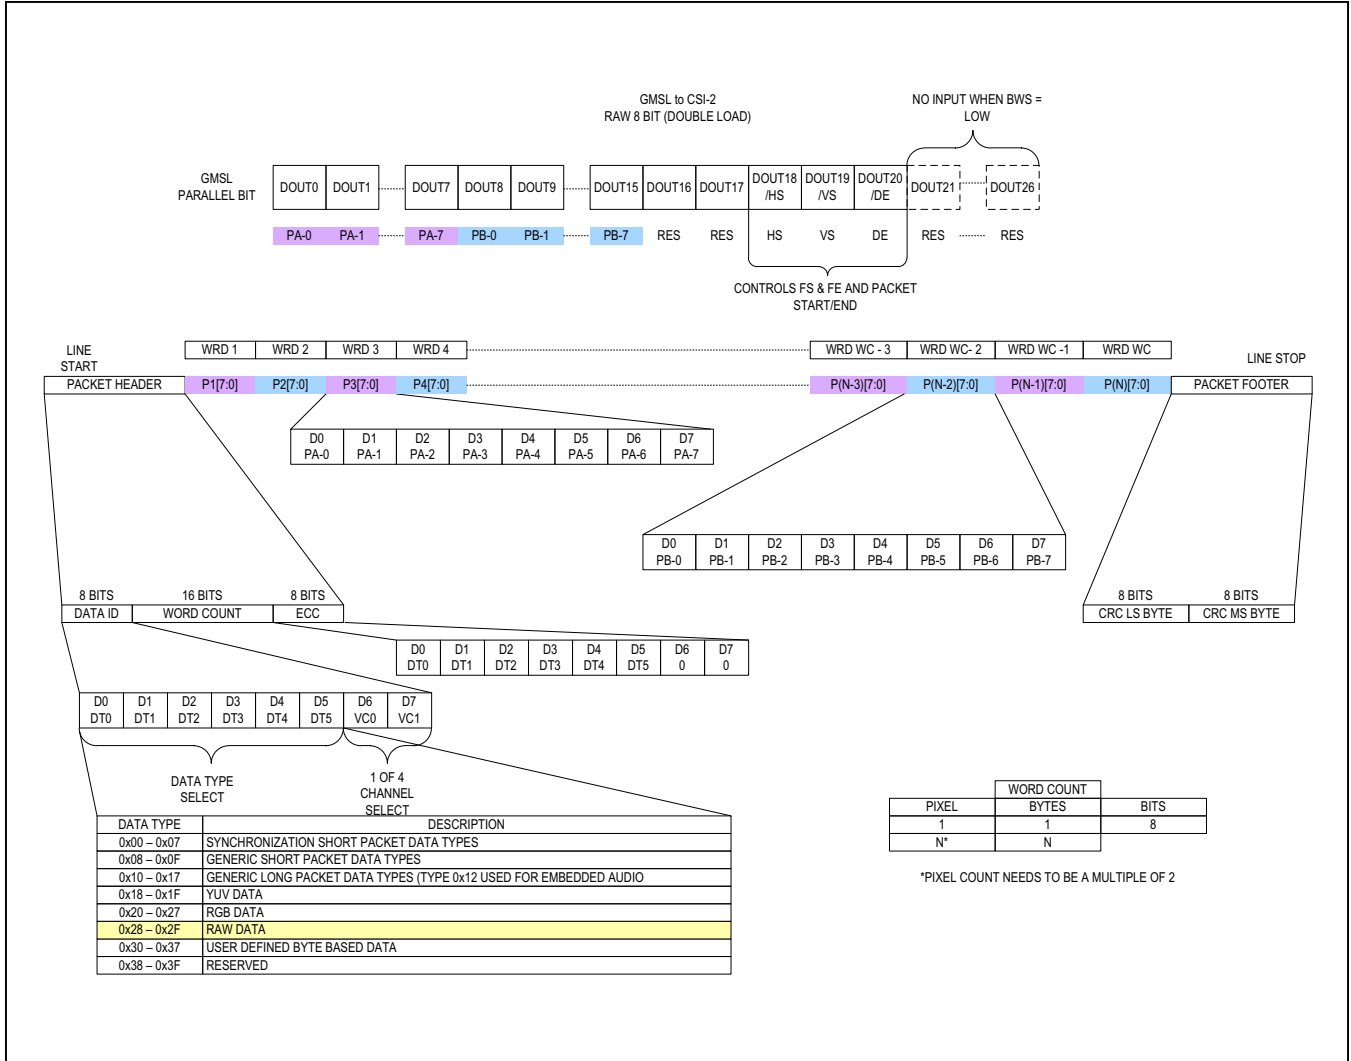 GMSL to CSI-2
RAW 8 BIT (DOUBLE LOAD)
NO INPUT WHEN BWS =
LOW
GMSL
PARALLEL BIT
DOUT0 DOUT1 DOUT7 DOUT8 DOUT9 DOUT15 DOUT16 DOUT17 DOUT18 /HS DOUT19 /VS DOUT20 /DE DOUT21 DOUT26
PA-0 PA-1 PA-7 PB-0 PB-1 PB-7 RES RES HS VS DE RES RES
CONTROLS FS & FE AND PACKET
START/END
LINE
START
WRD 1 WRD 2 WRD 3 WRD 4 WRD WC - 3 WRD WC- 2 WRD WC -1 WRD WC
LINE STOP
PACKET HEADER P1[7:0] P2[7:0] P3[7:0] P4[7:0] P(N-3)[7:0] P(N-2)[7:0] P(N-1)[7:0] P(N)[7:0] PACKET FOOTER
D0 D1 D2 D3 D4 D5 D6 D7
PA-0 PA-1 PA-2 PA-3 PA-4 PA-5 PA-6 PA-7
D0 D1 D2 D3 D4 D5 D6 D7
PB-0 PB-1 PB-2 PB-3 PB-4 PB-5 PB-6 PB-7
8 BITS 16 BITS 8 BITS
DATA ID WORD COUNT ECC
8 BITS 8 BITS
CRC LS BYTE CRC MS BYTE
D0 D1 D2 D3 D4 D5 D6 D7
DT0 DT1 DT2 DT3 DT4 DT5 0 0
D0 D1 D2 D3 D4 D5 D6 D7
DT0 DT1 DT2 DT3 DT4 DT5 VC0 VC1
DATA TYPE
SELECT
1 OF 4
CHANNEL
SELECT
DATA TYPE DESCRIPTION
0x00 – 0x07 SYNCHRONIZATION SHORT PACKET DATA TYPES
0x08 – 0x0F GENERIC SHORT PACKET DATA TYPES
0x10 – 0x17 GENERIC LONG PACKET DATA TYPES (TYPE 0x12 USED FOR EMBEDDED AUDIO
0x18 – 0x1F YUV DATA
0x20 – 0x27 RGB DATA
0x28 – 0x2F RAW DATA
0x30 – 0x37 USER DEFINED BYTE BASED DATA
0x38 – 0x3F RESERVED
WORD COUNT
PIXEL BYTES BITS
1 1 8
N* N
*PIXEL COUNT NEEDS TO BE A MULTIPLE OF 2